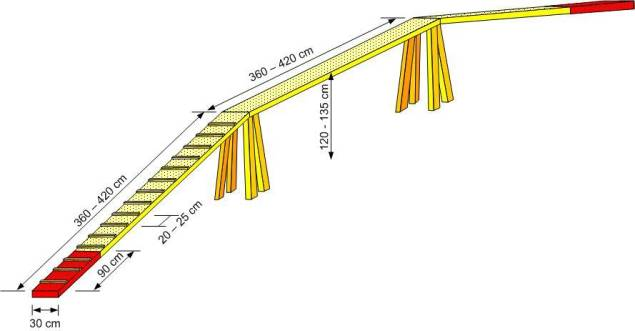 360 – 420 cm
120 - 135 cm
360 – 420 cm
20 – 25 cm
90 cm
30 cm